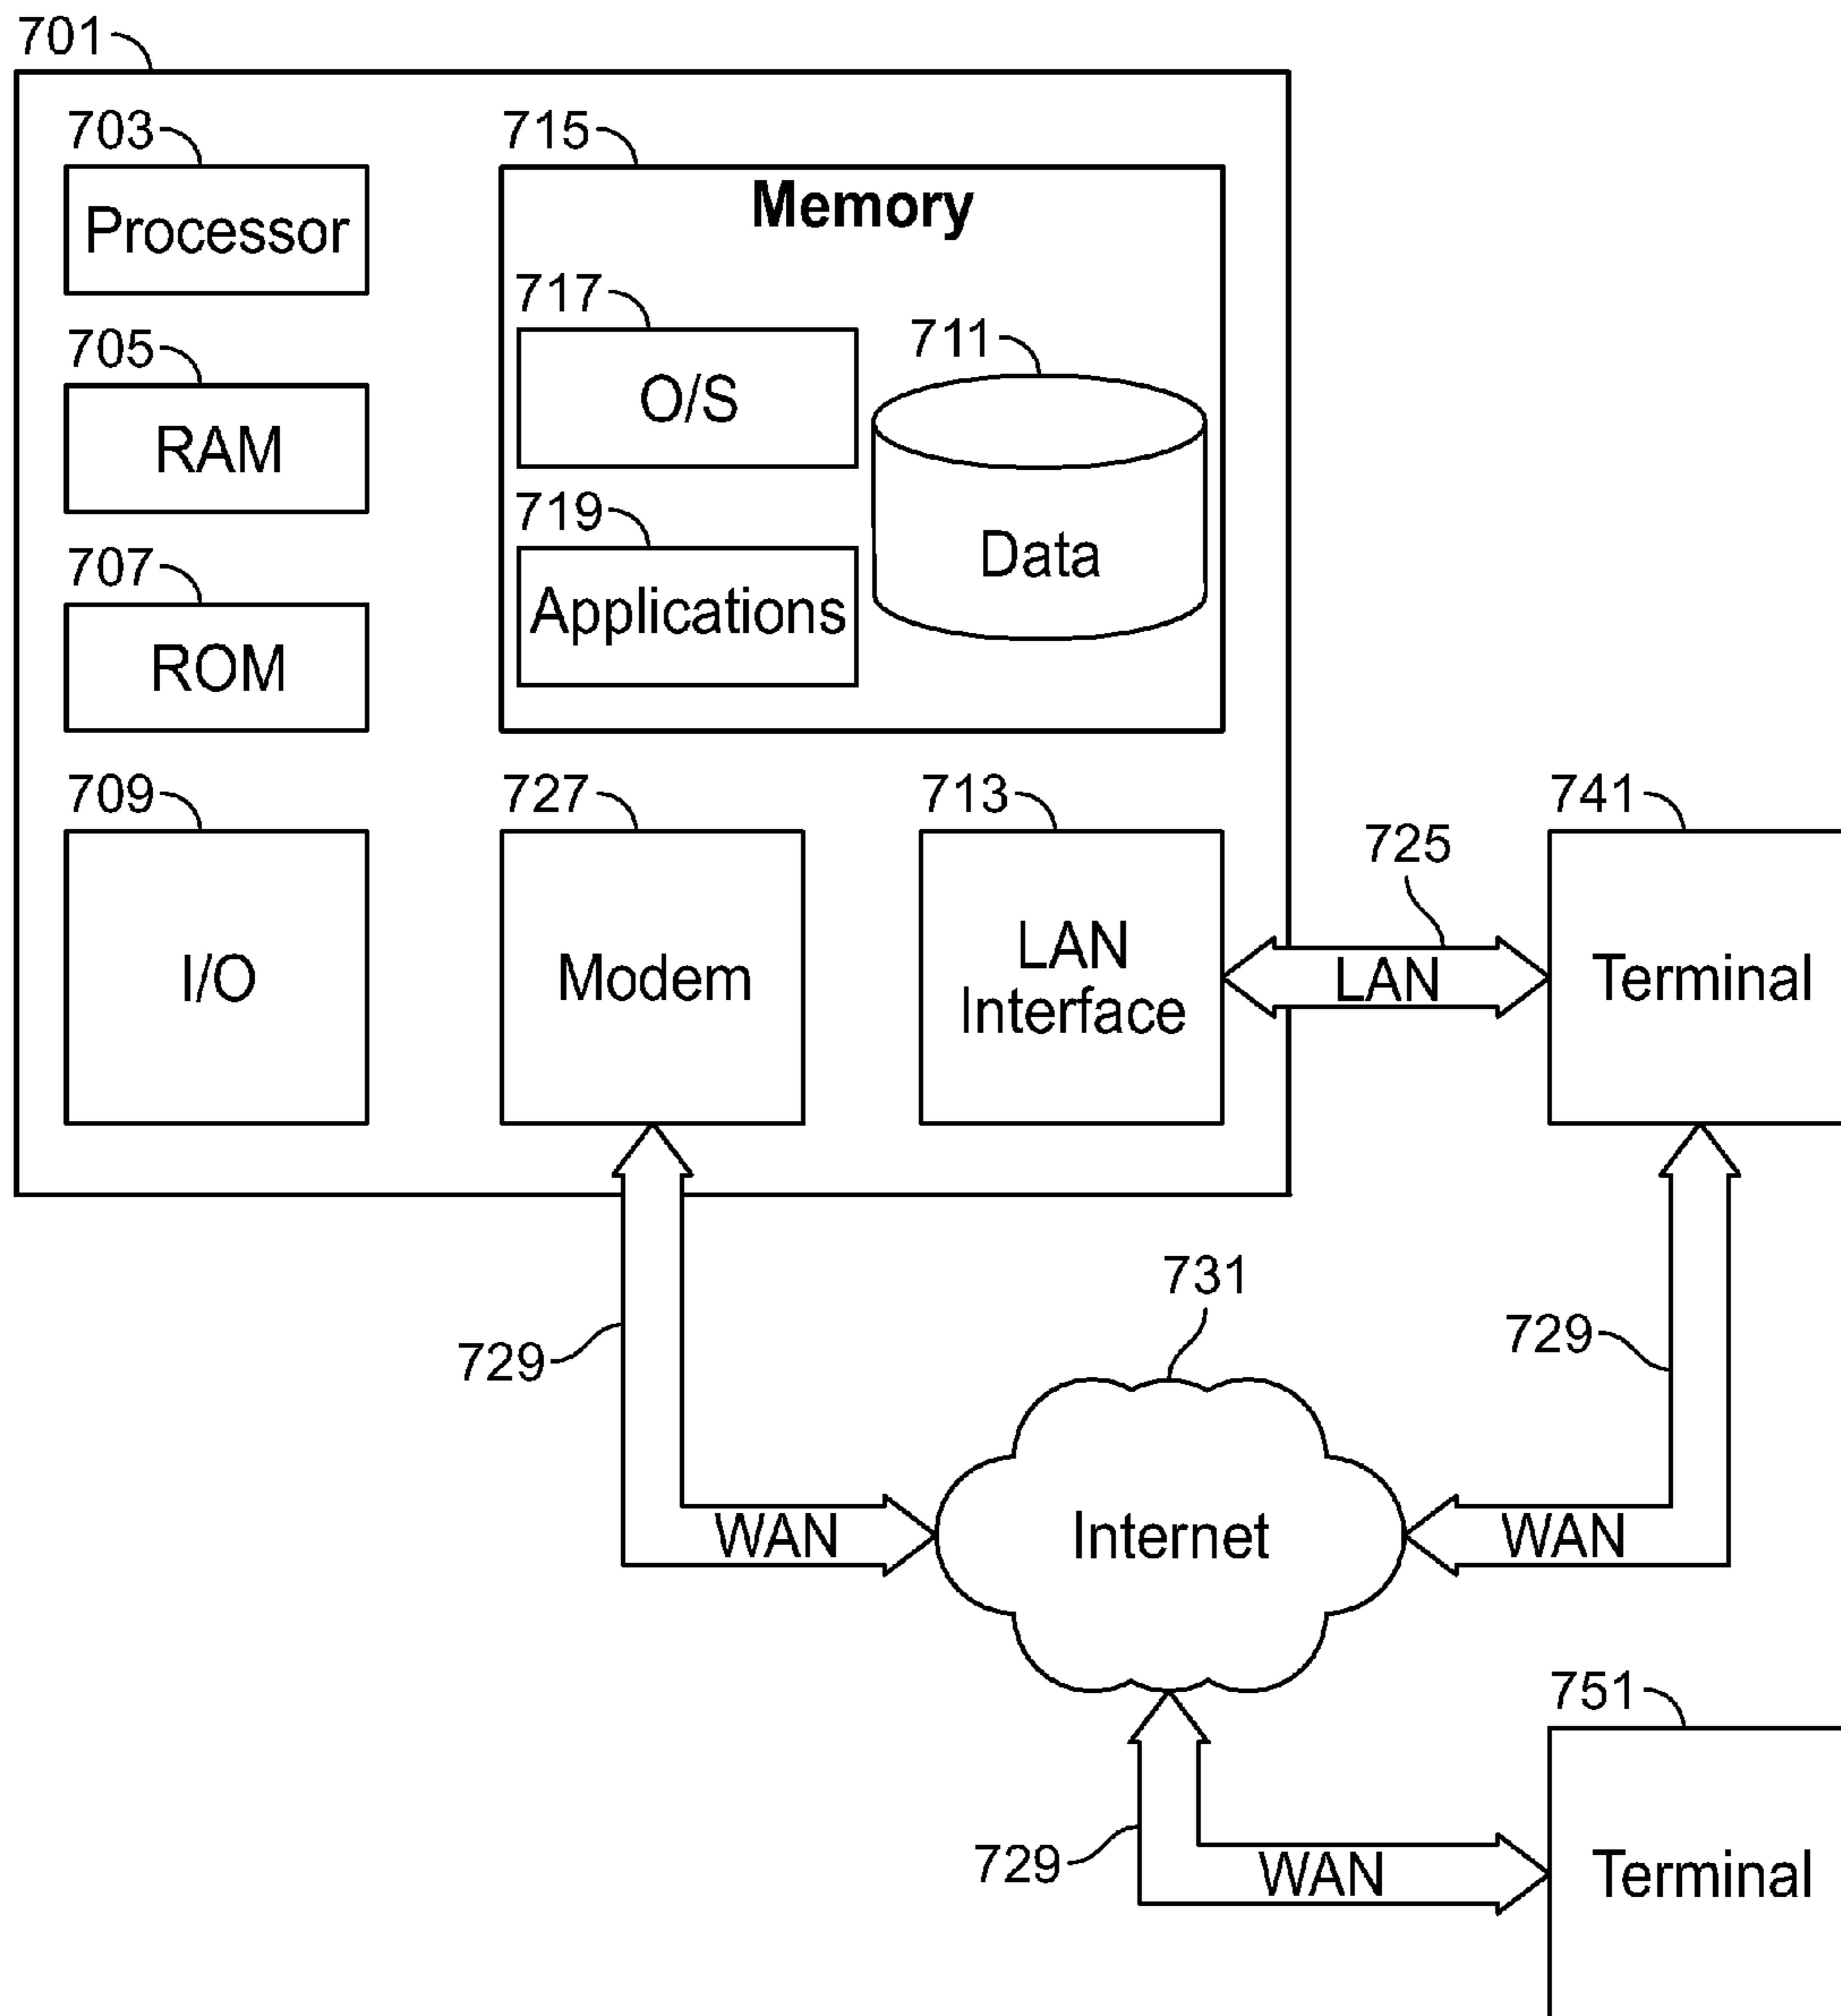 701
703
715
Processor
Memory
717
711
705
O/S
RAM
719
Data
707
Applications
ROM
709
727
713
741
725
I/O
Modem
LAN
Interface
LAN
Terminal
731
729
729
WAN
Internet
WAN
751
729
WAN
Terminal